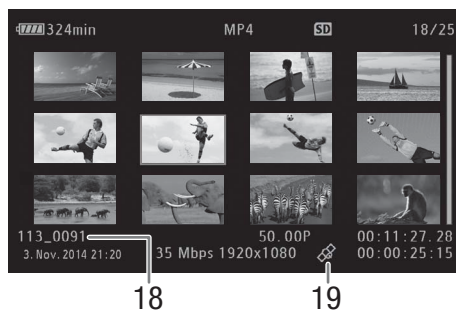 324min MP4 SD 18/25
113_0091 50.00P 00:11:27.28
3. Nov. 2014 21:20 35 Mbps 1920x1080 00:00:25:15
18 19